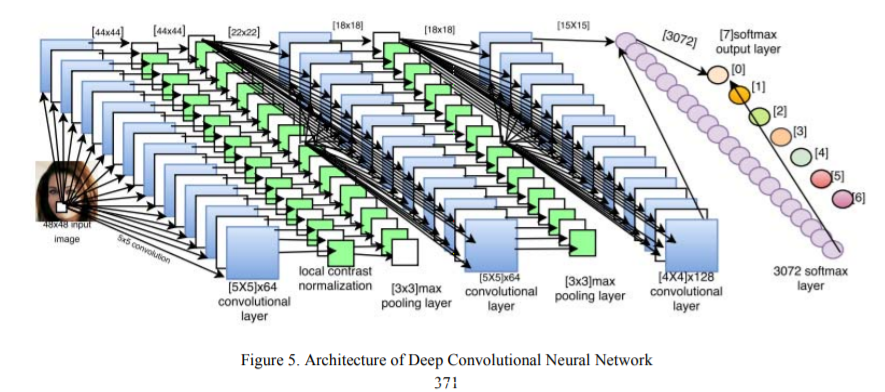 [44x44]
[44x44]
[22x22]
[18x18]
[18x18]
[15X15]
[3072]
[7]softmax
output layer
[0]
[1]
[2]
[3]
[4]
[5]
[6]
48x48 input
image
5x5 convolution
[5X5]x64
convolutional
layer
local contrast
normalization
[3x3]max
pooling layer
[5X5]x64
convolutional
layer
[3x3]max
pooling layer
[4X4]x128
convolutional
layer
3072 softmax
layer
Figure 5. Architecture of Deep Convolutional Neural Network
371